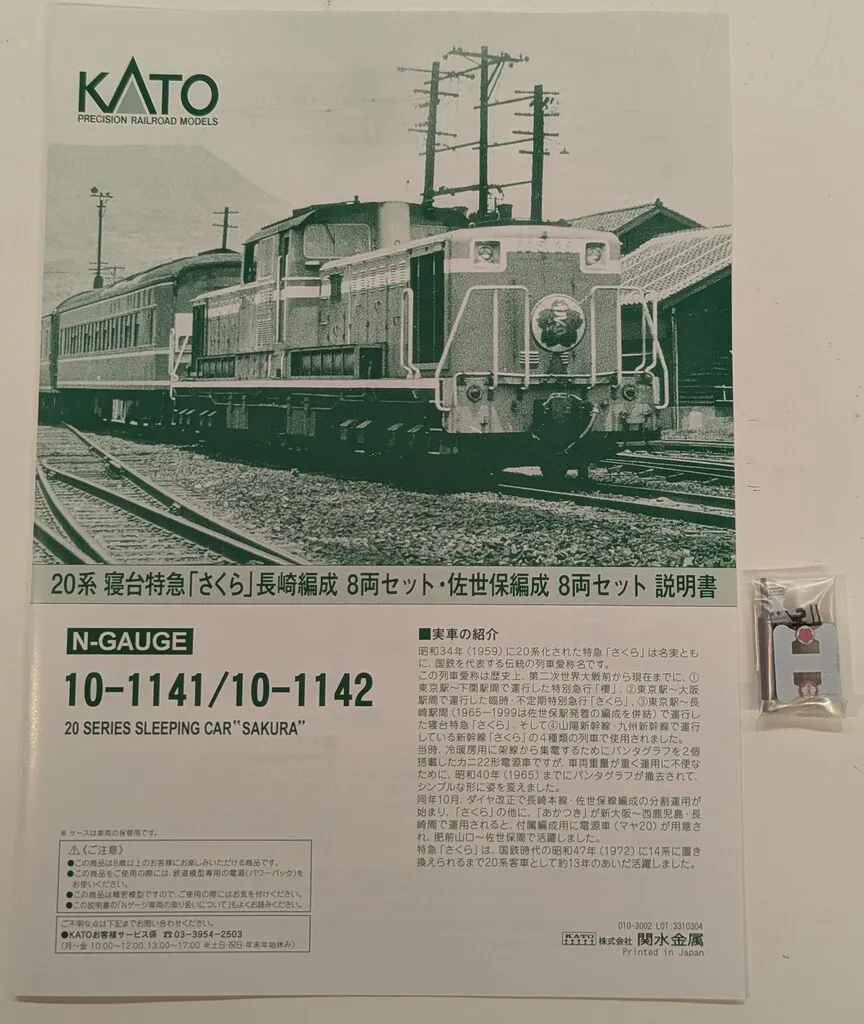 KATO
PRECISION RAILROAD MODELS
20系 寝台特急「さくら」長崎編成 8両セット・佐世保編成 8両セット 説明書
N-GAUGE
10-1141/10-1142
20 SERIES SLEEPING CAR "SAKURA"
■実車の紹介
昭和34年(1959)に20系化された特急「さくら」は名実とも
に、国鉄を代表する伝統の列車愛称名です。
この列車愛称は歴史上、第二次世界大戦前から現在までに、①
東京駅〜下関駅間で運行した特別急行「櫻」、②東京駅〜大阪
駅間で運行した臨時・不定期特別急行「さくら」、③東京駅〜長
崎駅間(1965―1999は佐世保駅発着の編成を併結)で運行し
た寝台特急「さくら」、そして④山陽新幹線・九州新幹線で運行
している新幹線「さくら」の4種類の列車で使用されました。
当時、冷暖房用に架線から集電するためにパンタグラフを2個
搭載したカニ22形電源車ですが、車両重量が重く運用に不便な
ために、昭和40年(1965)までにパンタグラフが撤去されて、
シンプルな形に姿を変えました。
同年10月、ダイヤ改正で長崎本線・佐世保線編成の分割運用が
始まり、「さくら」の他に、「あかつき」が新大阪〜西鹿児島・長
崎間で運用されると、付属編成用に電源車(マヤ20)が用意さ
れ、肥前山口〜佐世保間で活躍しました。
特急「さくら」は、国鉄時代の昭和47年(1972)に14系に置き
換えられるまで20系客車として約13年のあいだ活躍しました。
※ ケースは車両の保管用です。
⚠《ご注意》
●この商品は8歳以上のお客様にお楽しみいただける商品です。
●この商品をご使用の際には、鉄道模型専用の電源(パワーパック)を
お使いください。
●この商品は精密模型ですので、ご使用の際にはお気を付けください。
●この説明書の「Nゲージ車両の取り扱いについて」もよくお読みください。
ご不明な点は下記までお問い合わせください。
●KATOお客様サービス係 ☎03-3954-2503
(月〜金 10:00〜12:00、13:00〜17:00 ※土日・祝日・年末年始休み)
010-3002 LOT:3310304
KATO 株式会社 関水金属
Printed in Japan